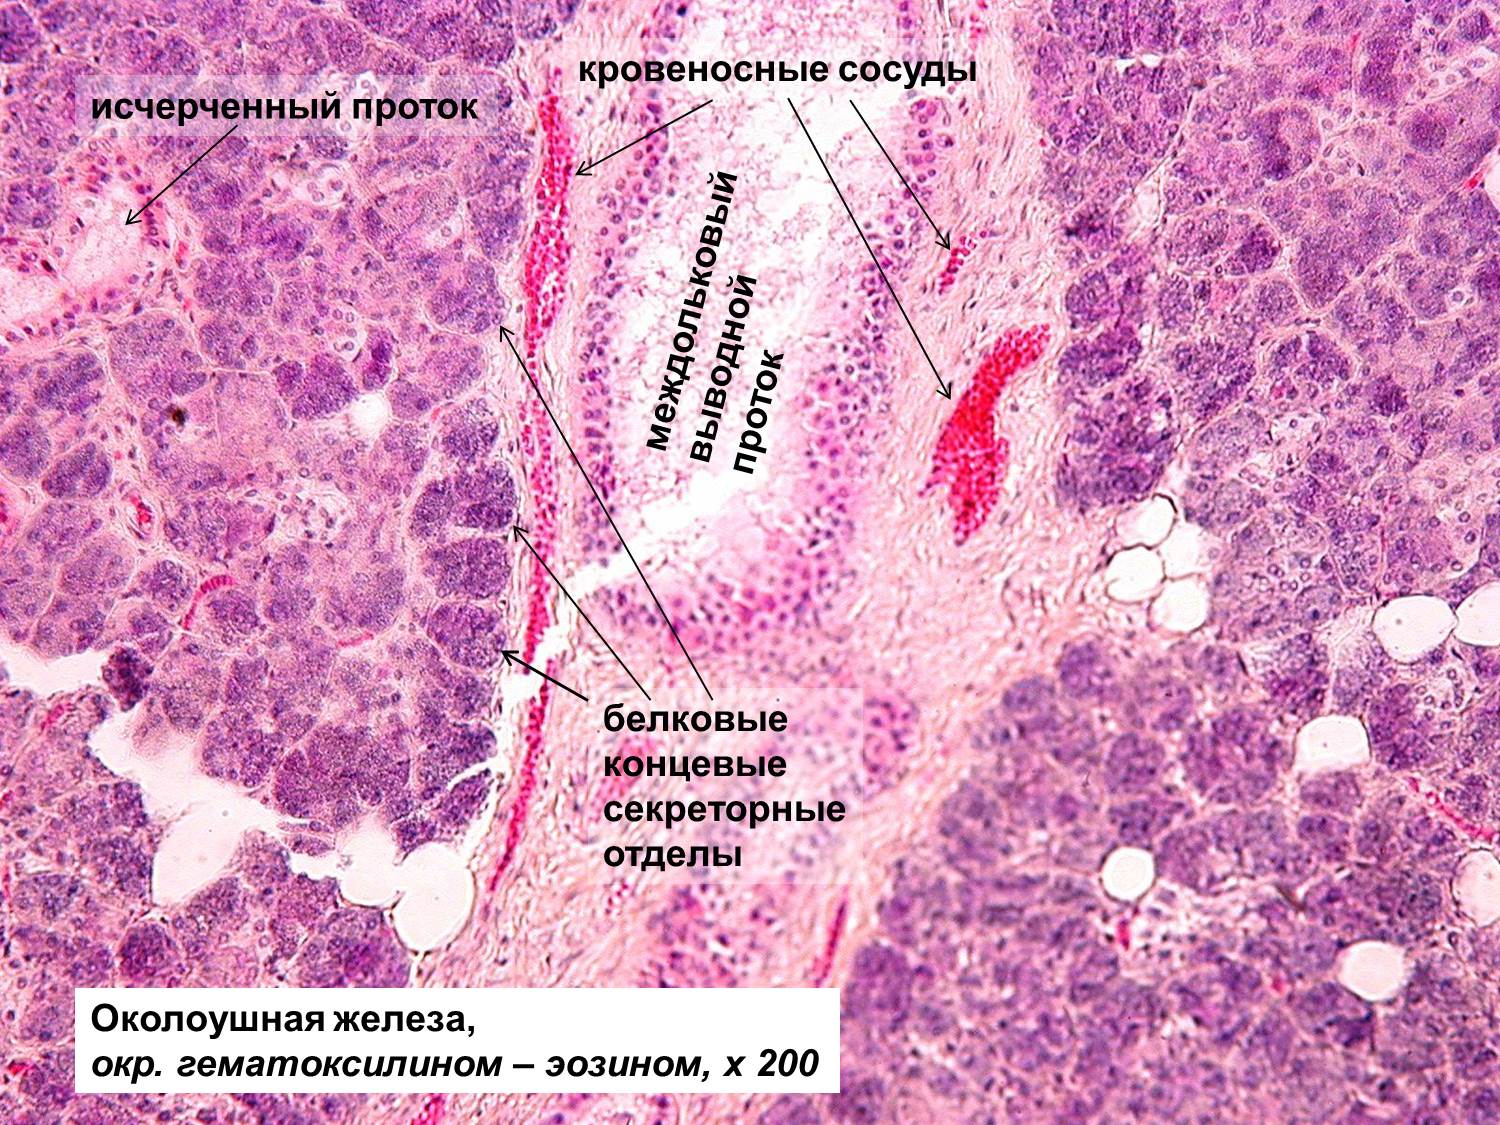 кровеносные сосуды
исчерченный проток
междольковый
выводной
проток
белковые
концевые
секреторные
отделы
Околоушная железа,
окр. гематоксилином – эозином, х 200